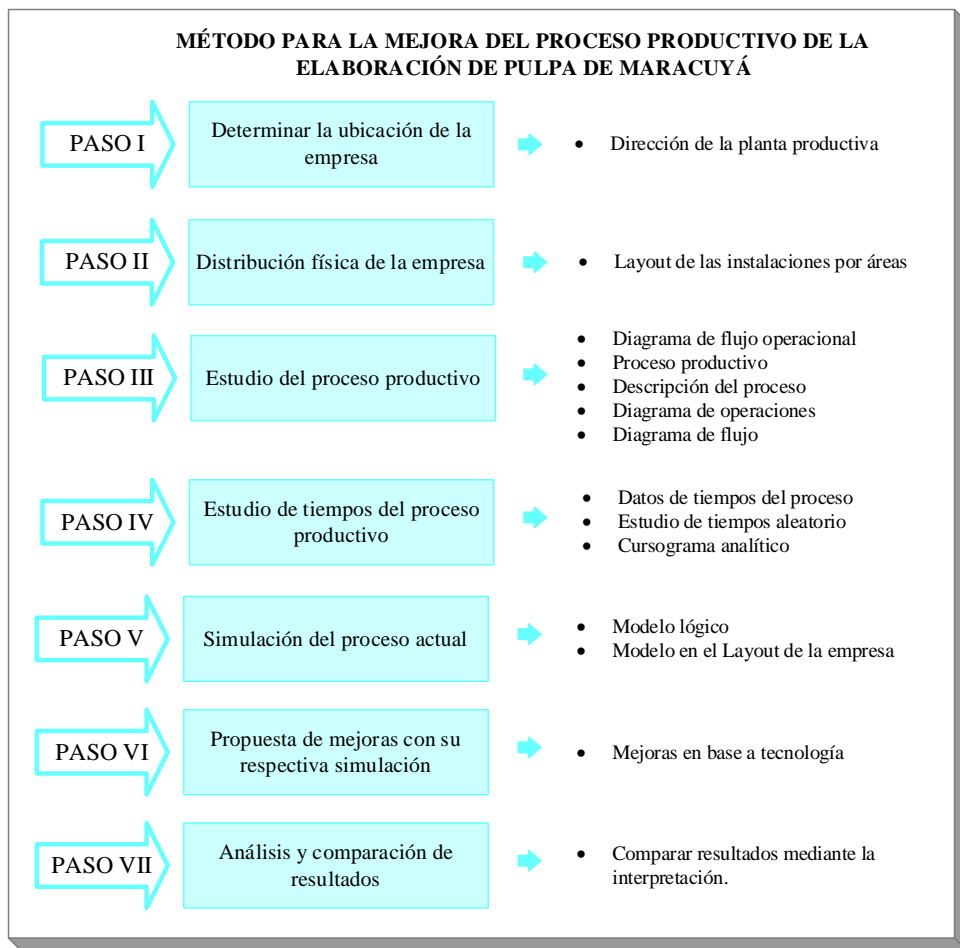 MÉTODO PARA LA MEJORA DEL PROCESO PRODUCTIVO DE LA
ELABORACIÓN DE PULPA DE MARACUYÁ
PASO I
Determinar la ubicación de la
empresa
• Dirección de la planta productiva
PASO II
Distribución física de la empresa
• Layout de las instalaciones por áreas
PASO III
Estudio del proceso productivo
• Diagrama de flujo operacional
• Proceso productivo
• Descripción del proceso
• Diagrama de operaciones
• Diagrama de flujo
PASO IV
Estudio de tiempos del proceso
productivo
• Datos de tiempos del proceso
• Estudio de tiempos aleatorio
• Cursograma analítico
PASO V
Simulación del proceso actual
• Modelo lógico
• Modelo en el Layout de la empresa
PASO VI
Propuesta de mejoras con su
respectiva simulación
• Mejoras en base a tecnología
PASO VII
Análisis y comparación de
resultados
• Comparar resultados mediante la
interpretación.